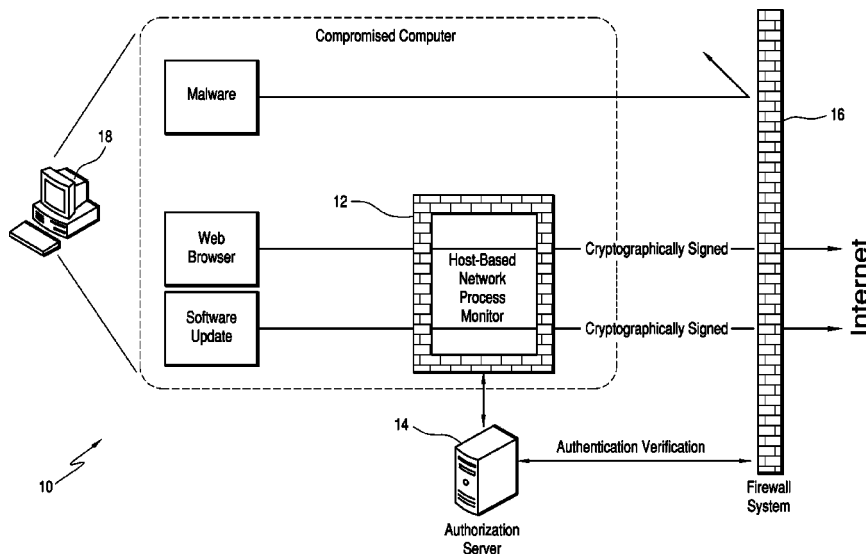 Compromised Computer
Malware
16
18
12
Web
Browser
Cryptographically Signed
Host-Based
Network
Process
Monitor
Software
Update
Cryptographically Signed
Internet
14
Authentication Verification
10
Authorization
Server
Firewall
System